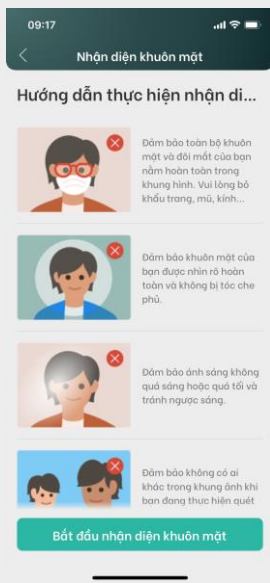 09:17
Nhận diện khuôn mặt
Hướng dẫn thực hiện nhận di...
Đảm bảo toàn bộ khuôn
mặt và đôi mắt của bạn
nằm hoàn toàn trong
khung hình. Vui lòng bỏ
khẩu trang, mũ, kính...
Đảm bảo khuôn mặt của
bạn được nhìn rõ hoàn
toàn và không bị tóc che
phủ.
Đảm bảo ánh sáng không
quá sáng hoặc quá tối và
tránh ngược sáng.
Đảm bảo không có ai
khác trong khung ảnh khi
bạn đang thực hiện quét
Bắt đầu nhận diện khuôn mặt